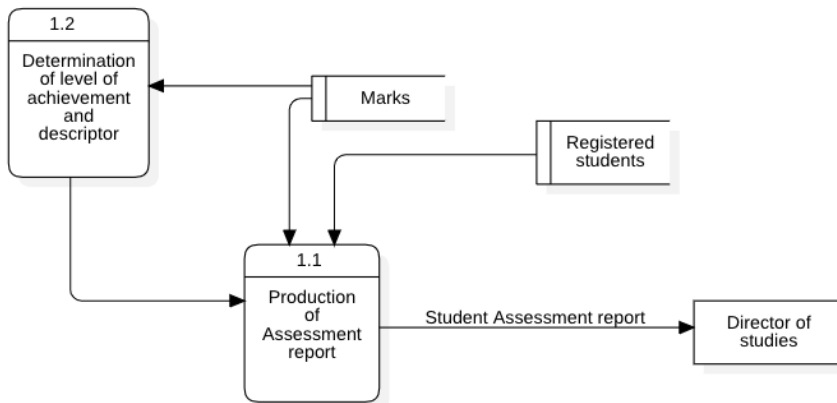 1.2
Determination
of level of
achievement
and
descriptor
Marks
Registered
students
1.1
Production
of
Assessment
report
Student Assessment report
Director of
studies